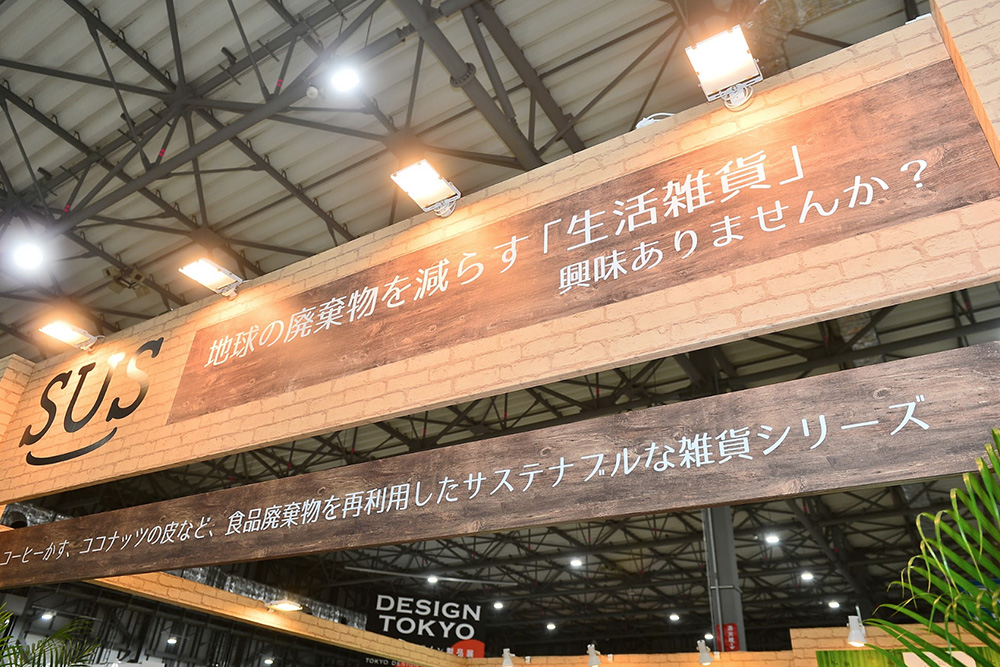 地球の廃棄物を減らす「生活雑貨」
興味ありませんか？
SUS
コーヒーかす、ココナッツの皮など、食品廃棄物を再利用したサステナブルな雑貨シリーズ
DESIGN
TOKYO